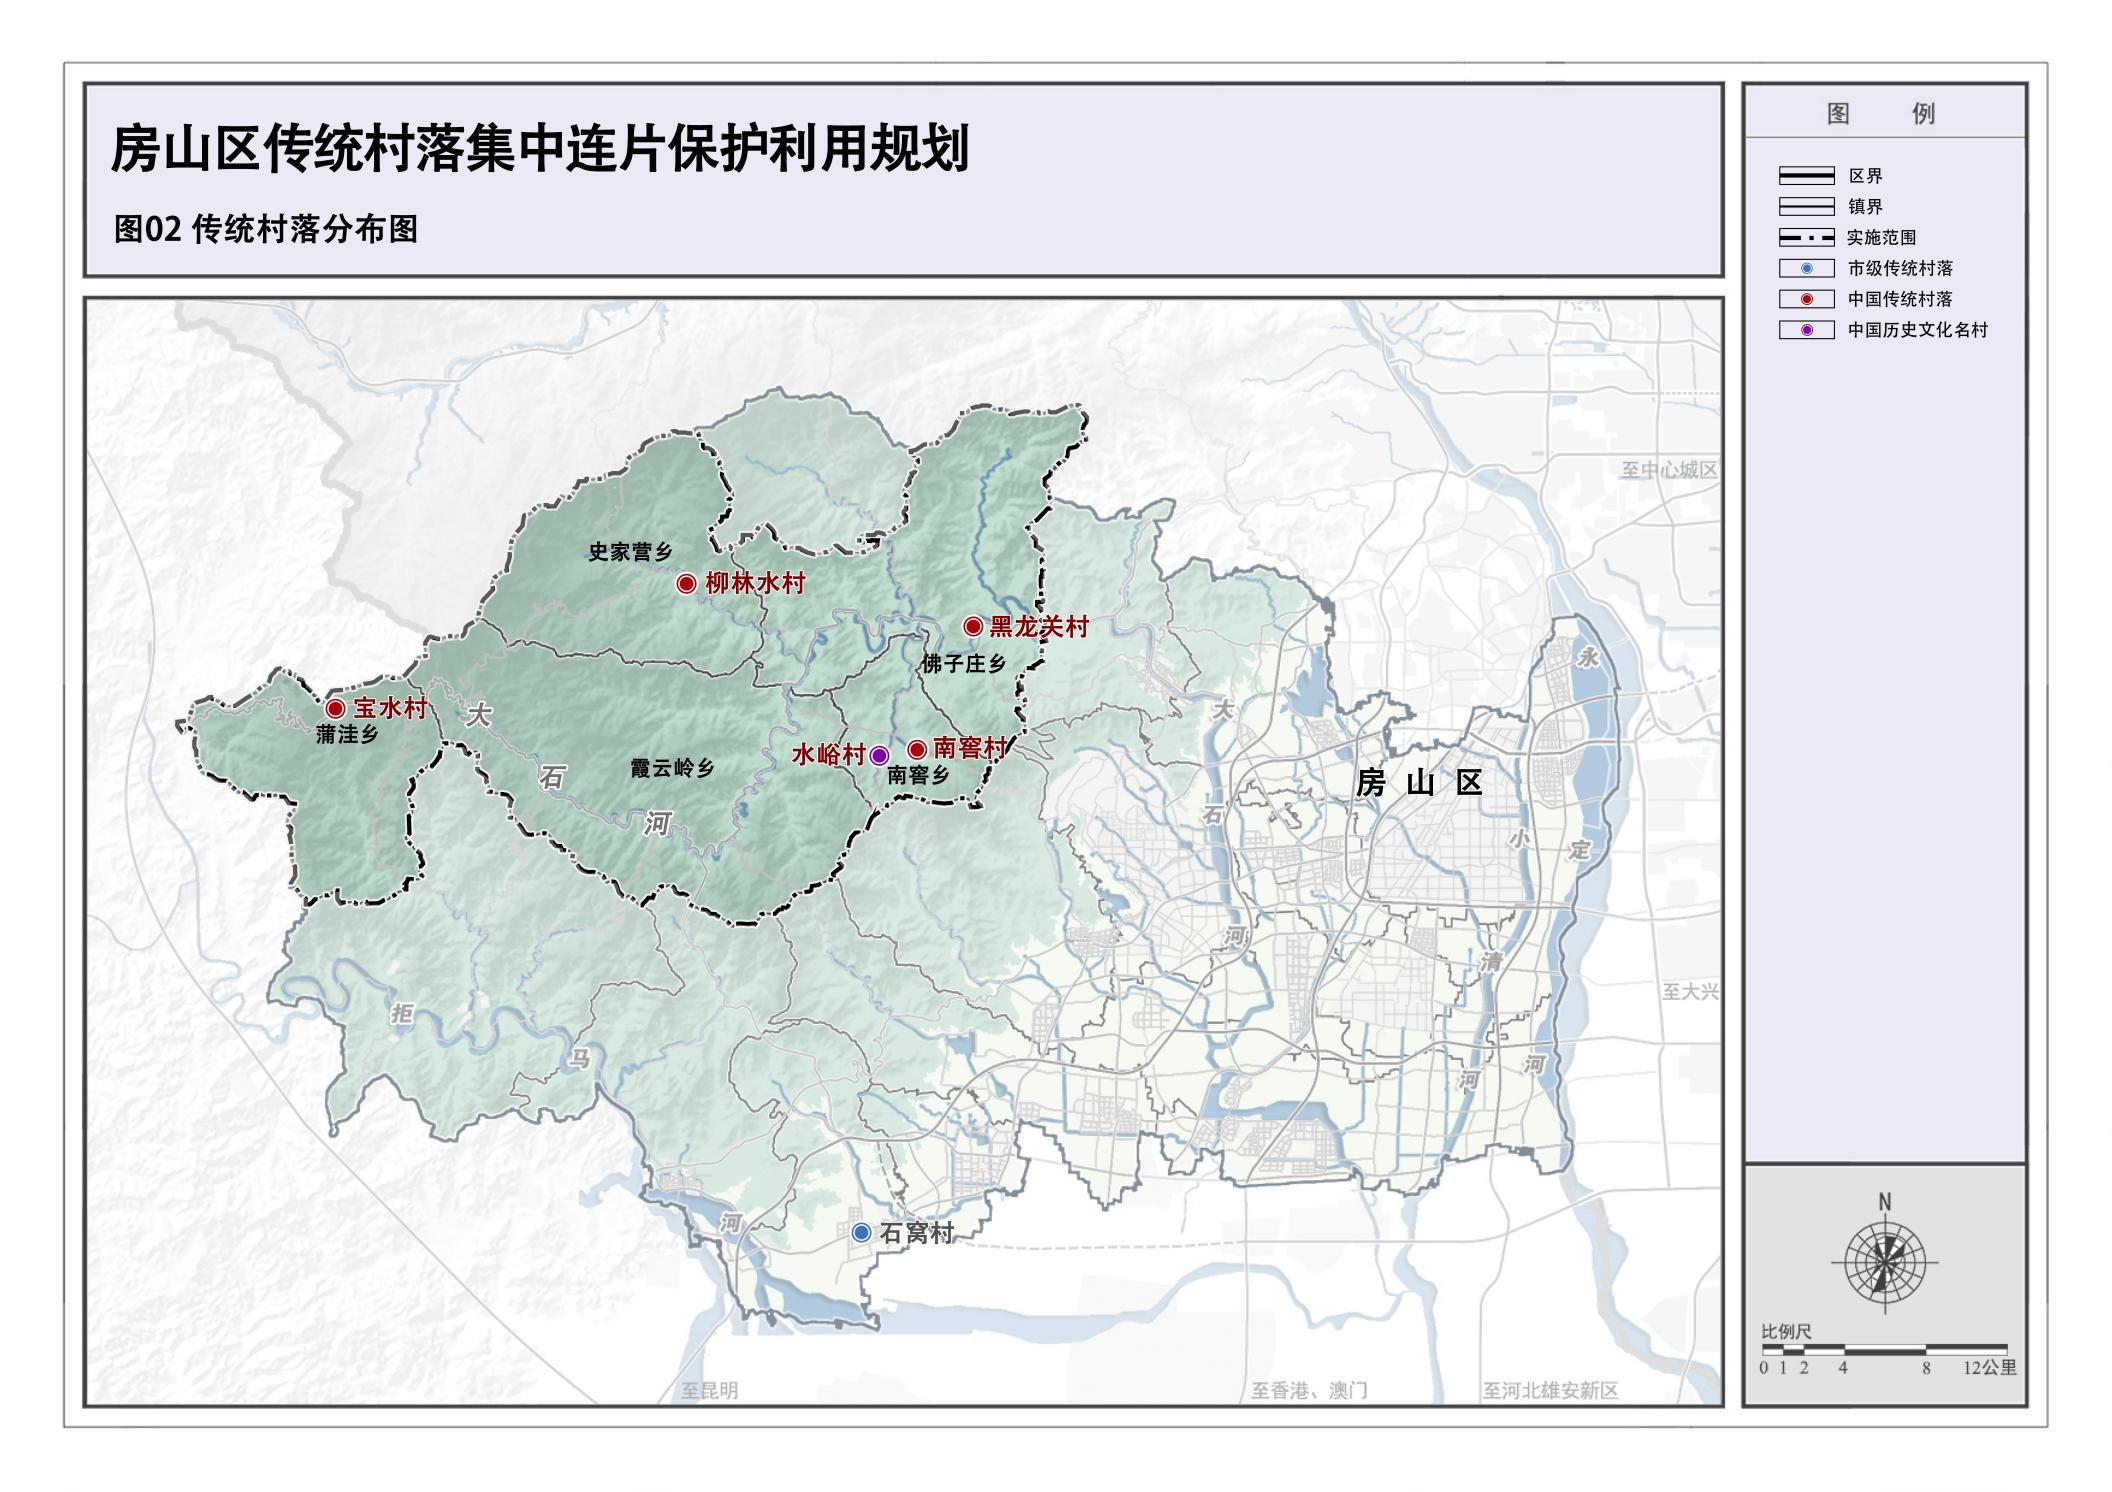 房山区传统村落集中连片保护利用规划
图02 传统村落分布图
图 例
区界
镇界
实施范围
市级传统村落
中国传统村落
中国历史文化名村
至中心城区
史家营乡
柳林水村
黑龙关村
佛子庄乡
宝水村
蒲洼乡
大
石
河
霞云岭乡
水峪村
南窖村
南窖乡
大
石
河
房山区
永
定
河
小
清
河
至大兴
拒
马
河
石窝村
至昆明
至香港、澳门
至河北雄安新区
N
比例尺
0 1 2 4 8 12公里